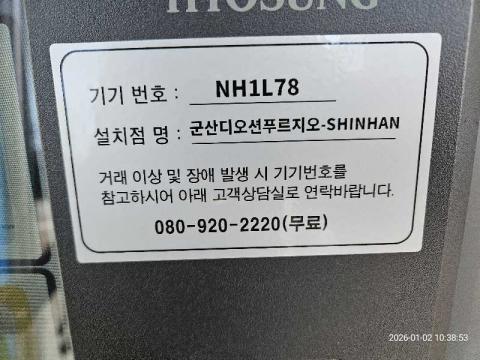 HYOSUNG
기기 번호 : NH1L78
설치점 명 : 군산디오션푸르지오-SHINHAN
거래 이상 및 장애 발생 시 기기번호를
참고하시어 아래 고객상담실로 연락바랍니다.
080-920-2220(무료)
2026-01-02 10:38:53